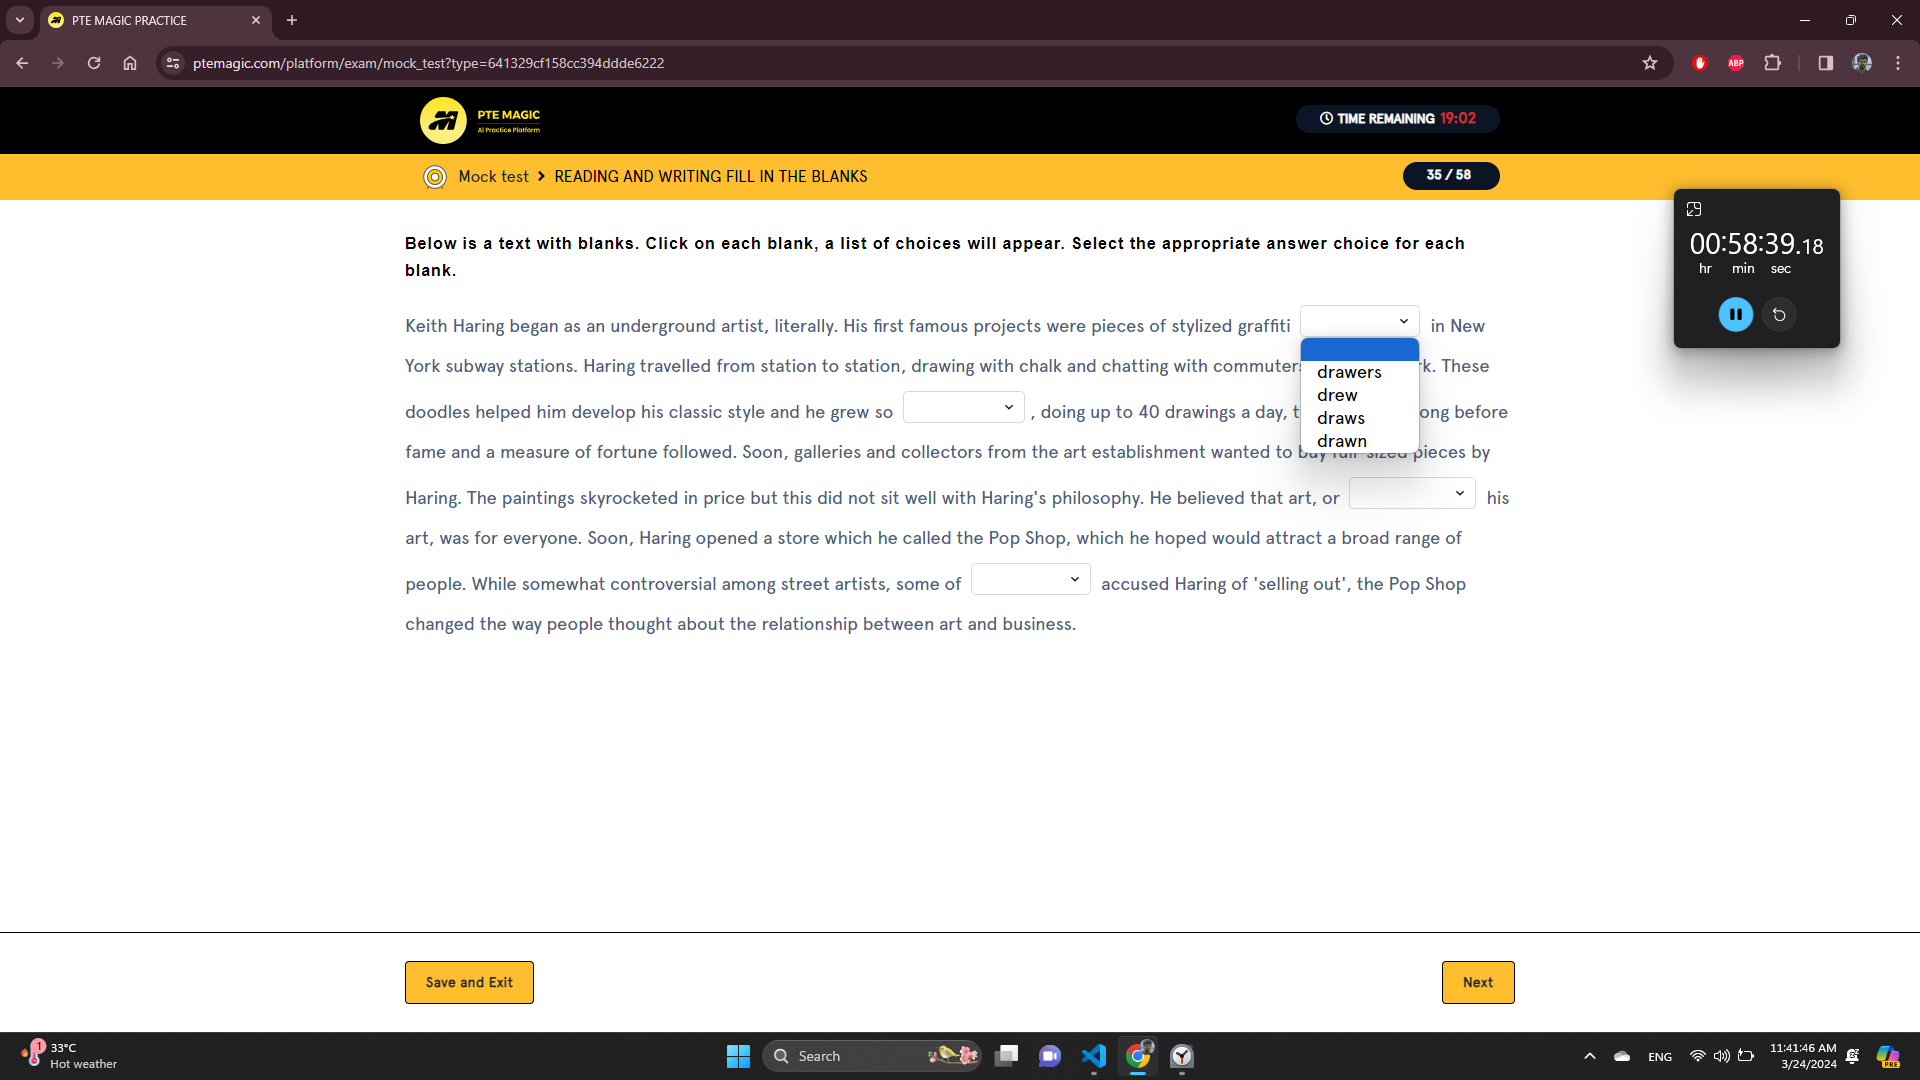 PTE MAGIC PRACTICE
ptemagic.com/platform/exam/mock_test?type=641329cf158cc394ddde6222
ABP
PTE MAGIC
AI Practice Platform
TIME REMAINING 19:02
Mock test > READING AND WRITING FILL IN THE BLANKS
35 / 58
00:58:39.18
hr min sec
Below is a text with blanks. Click on each blank, a list of choices will appear. Select the appropriate answer choice for each
blank.
Keith Haring began as an underground artist, literally. His first famous projects were pieces of stylized graffiti in New
York subway stations. Haring travelled from station to station, drawing with chalk and chatting with commuters rk. These
doodles helped him develop his classic style and he grew so , doing up to 40 drawings a day, t ong before
fame and a measure of fortune followed. Soon, galleries and collectors from the art establishment wanted to buy full-sized pieces by
Haring. The paintings skyrocketed in price but this did not sit well with Haring's philosophy. He believed that art, or his
art, was for everyone. Soon, Haring opened a store which he called the Pop Shop, which he hoped would attract a broad range of
people. While somewhat controversial among street artists, some of accused Haring of 'selling out', the Pop Shop
changed the way people thought about the relationship between art and business.
drawers
drew
draws
drawn
Save and Exit
Next
1
33°C
Hot weather
Search
ENG
11:41:46 AM
3/24/2024
PRE